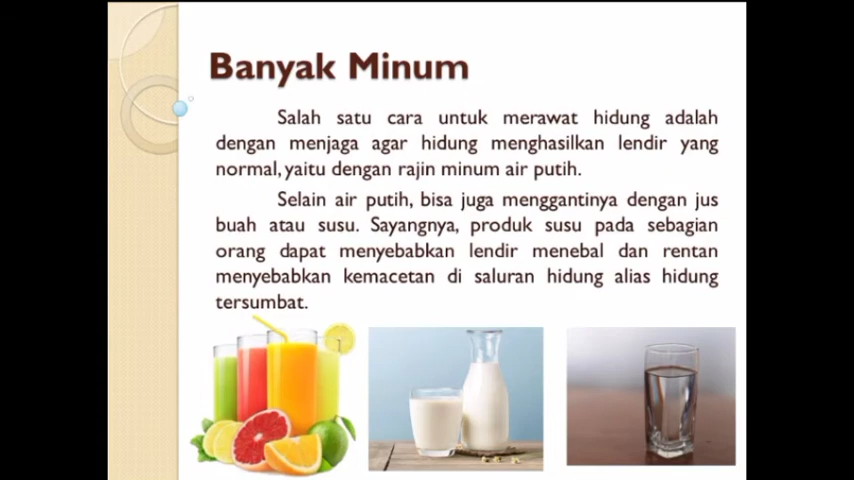 Banyak Minum
Salah satu cara untuk merawat hidung adalah
dengan menjaga agar hidung menghasilkan lendir yang
normal, yaitu dengan rajin minum air putih.
Selain air putih, bisa juga menggantinya dengan jus
buah atau susu. Sayangnya, produk susu pada sebagian
orang dapat menyebabkan lendir menebal dan rentan
menyebabkan kemacetan di saluran hidung alias hidung
tersumbat.